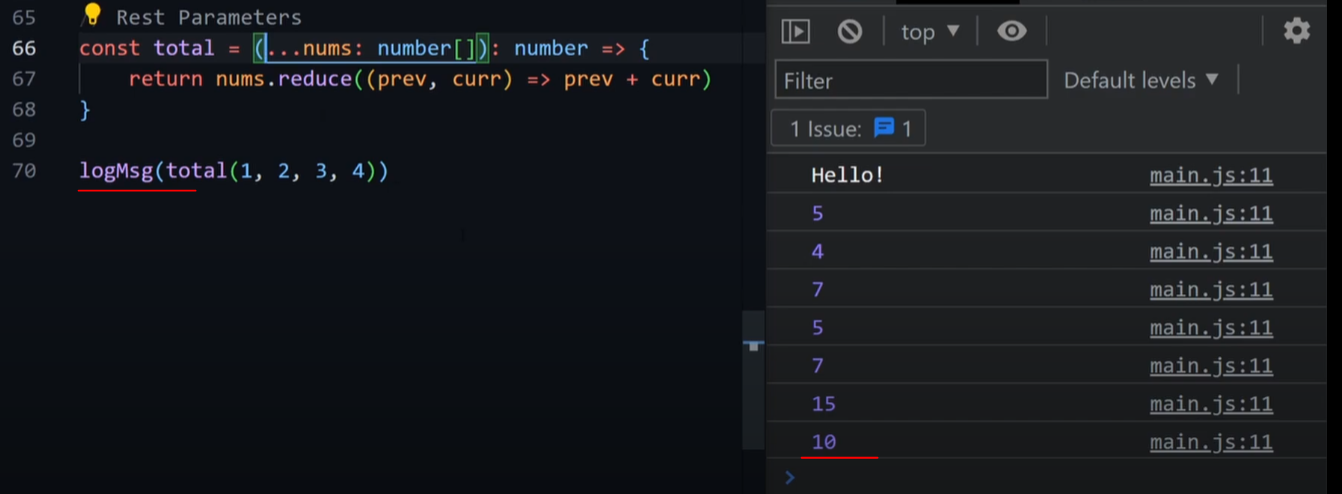 65 // Rest Parameters
66 const total = (...nums: number[]): number => {
67 return nums.reduce((prev, curr) => prev + curr)
68 }
69
70 logMsg(total(1, 2, 3, 4))
top
Filter
Default levels
1 Issue: 1
Hello! main.js:11
5 main.js:11
4 main.js:11
7 main.js:11
5 main.js:11
7 main.js:11
15 main.js:11
10 main.js:11
>